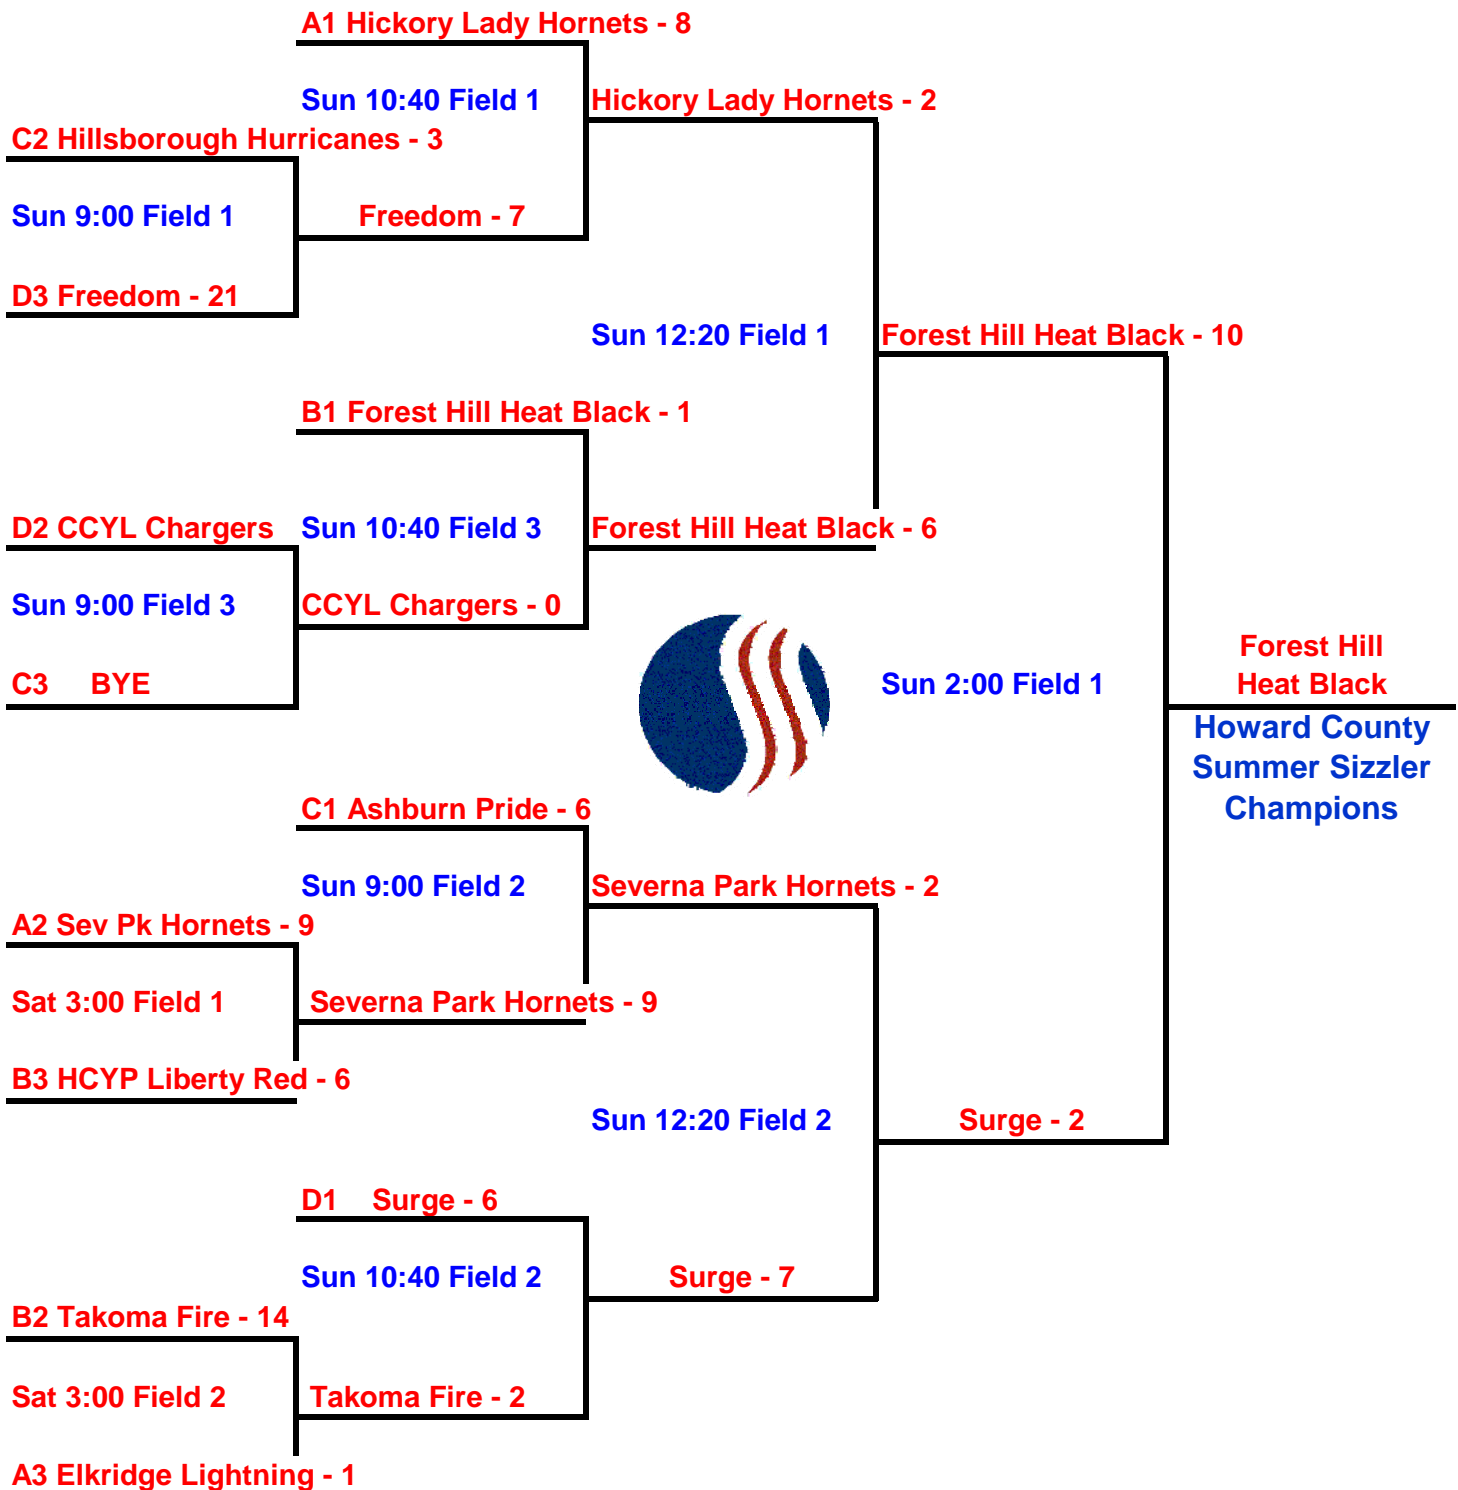 A1 Hickory Lady Hornets - 8
Sun 10:40 Field 1
Hickory Lady Hornets - 2
C2 Hillsborough Hurricanes - 3
Sun 9:00 Field 1
Freedom - 7
D3 Freedom - 21
Sun 12:20 Field 1
Forest Hill Heat Black - 10
B1 Forest Hill Heat Black - 1
D2 CCYL Chargers
Sun 10:40 Field 3
Forest Hill Heat Black - 6
Sun 9:00 Field 3
CCYL Chargers - 0
C3 BYE
Sun 2:00 Field 1
Forest Hill
Heat Black
Howard County
Summer Sizzler
Champions
C1 Ashburn Pride - 6
Sun 9:00 Field 2
Severna Park Hornets - 2
A2 Sev Pk Hornets - 9
Sat 3:00 Field 1
Severna Park Hornets - 9
B3 HCYP Liberty Red - 6
Sun 12:20 Field 2
Surge - 2
D1 Surge - 6
Sun 10:40 Field 2
Surge - 7
B2 Takoma Fire - 14
Sat 3:00 Field 2
Takoma Fire - 2
A3 Elkridge Lightning - 1